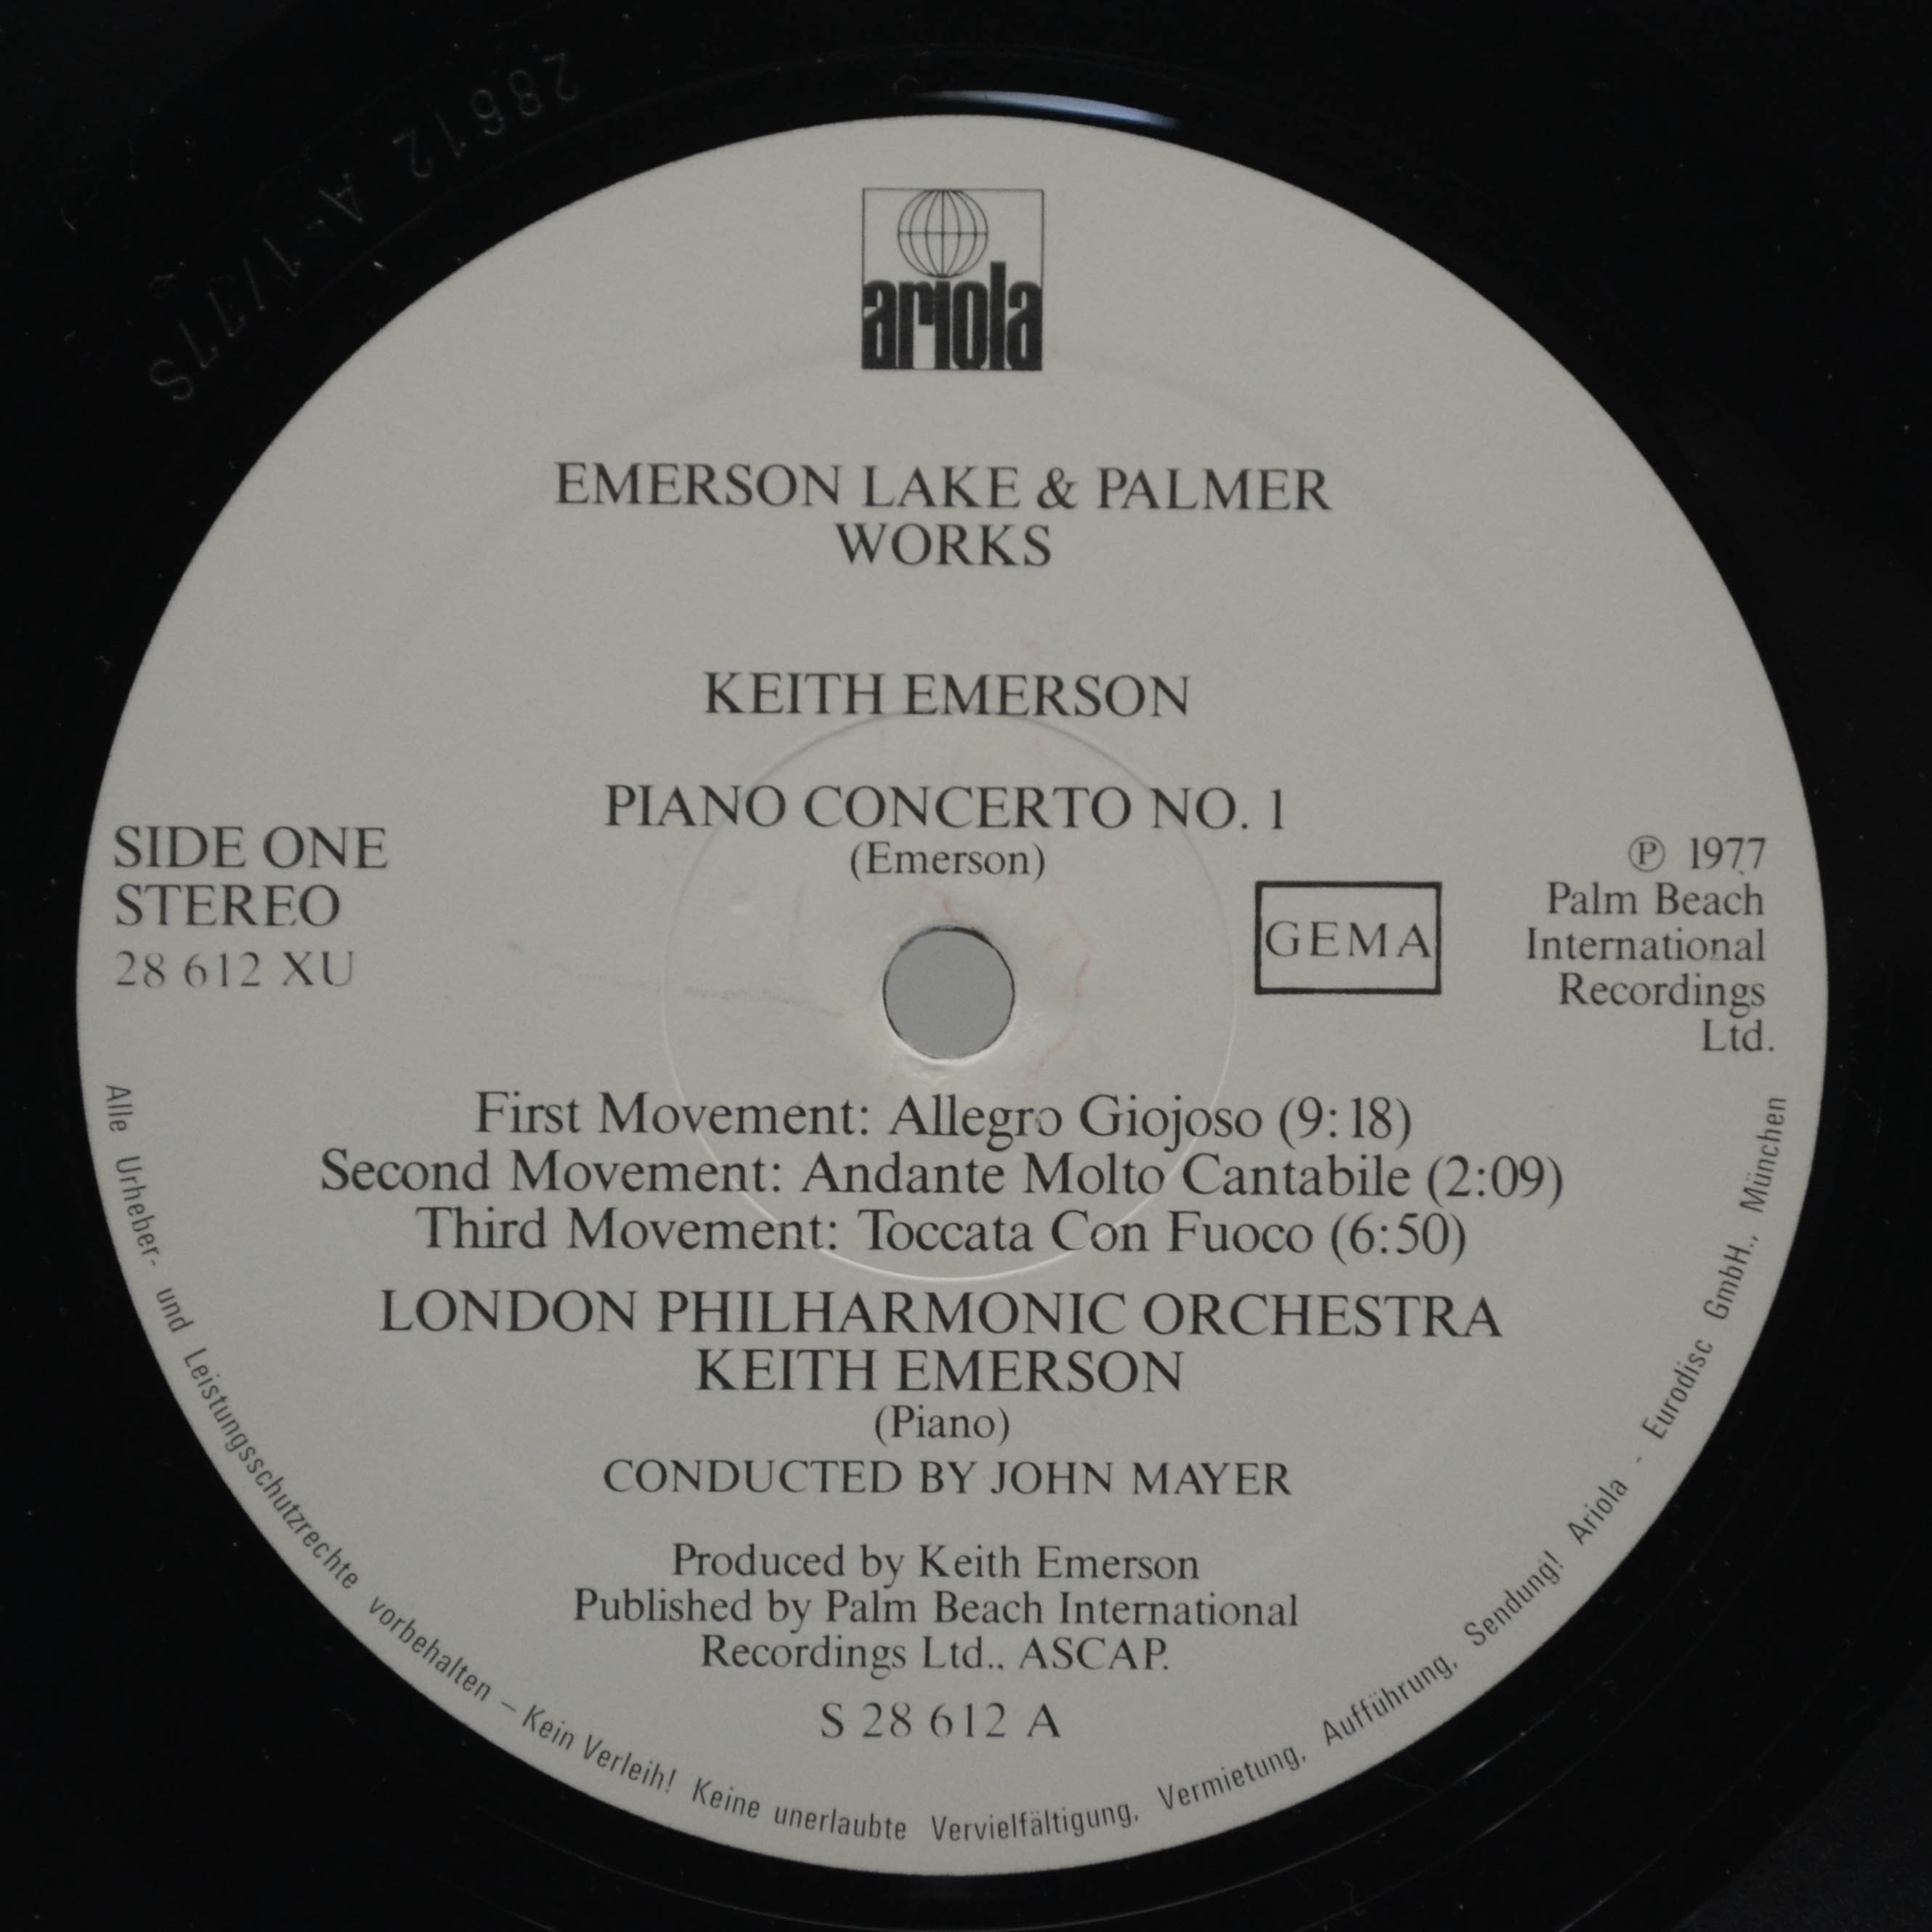 28612 A-1/77S
ariola
EMERSON LAKE & PALMER
WORKS
KEITH EMERSON
PIANO CONCERTO NO. 1
(Emerson)
SIDE ONE
STEREO
28 612 XU
GEMA
Ⓟ 1977
Palm Beach
International
Recordings
Ltd.
First Movement: Allegro Giojoso (9:18)
Second Movement: Andante Molto Cantabile (2:09)
Third Movement: Toccata Con Fuoco (6:50)
LONDON PHILHARMONIC ORCHESTRA
KEITH EMERSON
(Piano)
CONDUCTED BY JOHN MAYER
Produced by Keith Emerson
Published by Palm Beach International
Recordings Ltd.. ASCAP.
S 28 612 A
Alle Urheber- und Leistungsschutzrechte vorbehalten – Kein Verleih! Keine unerlaubte Vervielfältigung, Vermietung, Aufführung, Sendung! Ariola - Eurodisc GmbH., München